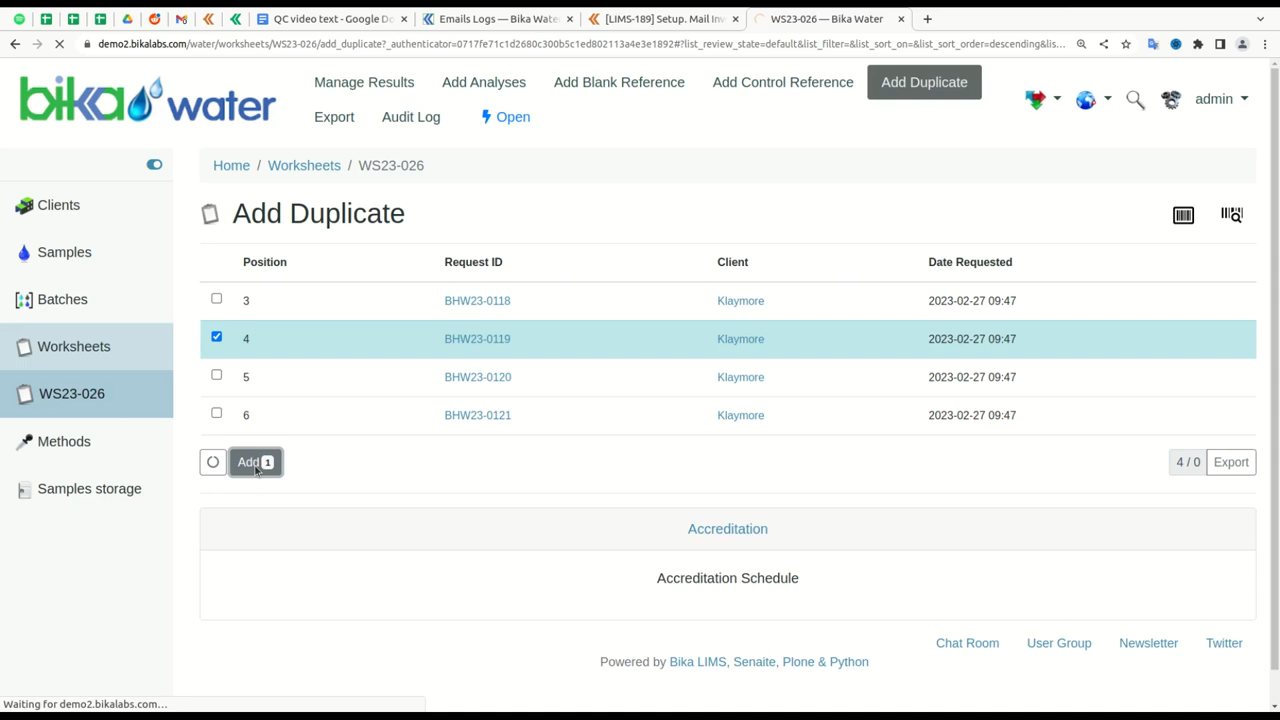 QC video text - Google Do
Emails Logs — Bika Wate
[LIMS-189] Setup. Mail In
WS23-026 — Bika Water
demo2.bikalabs.com/water/worksheets/WS23-026/add_duplicate?_authenticator=0717fe71c1d2680c300b5c1ed802113a4e3e1892#?list_review_state=default&list_filter=&list_sort_on=&list_sort_order=descending&lis...
bika water
Manage Results Add Analyses Add Blank Reference Add Control Reference Add Duplicate
Export Audit Log Open
admin
Home / Worksheets / WS23-026
Clients
Samples
Batches
Worksheets
WS23-026
Methods
Samples storage
Add Duplicate
Position Request ID Client Date Requested
3 BHW23-0118 Klaymore 2023-02-27 09:47
4 BHW23-0119 Klaymore 2023-02-27 09:47
5 BHW23-0120 Klaymore 2023-02-27 09:47
6 BHW23-0121 Klaymore 2023-02-27 09:47
Add 1
4 / 0 Export
Accreditation
Accreditation Schedule
Chat Room User Group Newsletter Twitter
Powered by Bika LIMS, Senaite, Plone & Python
Waiting for demo2.bikalabs.com...